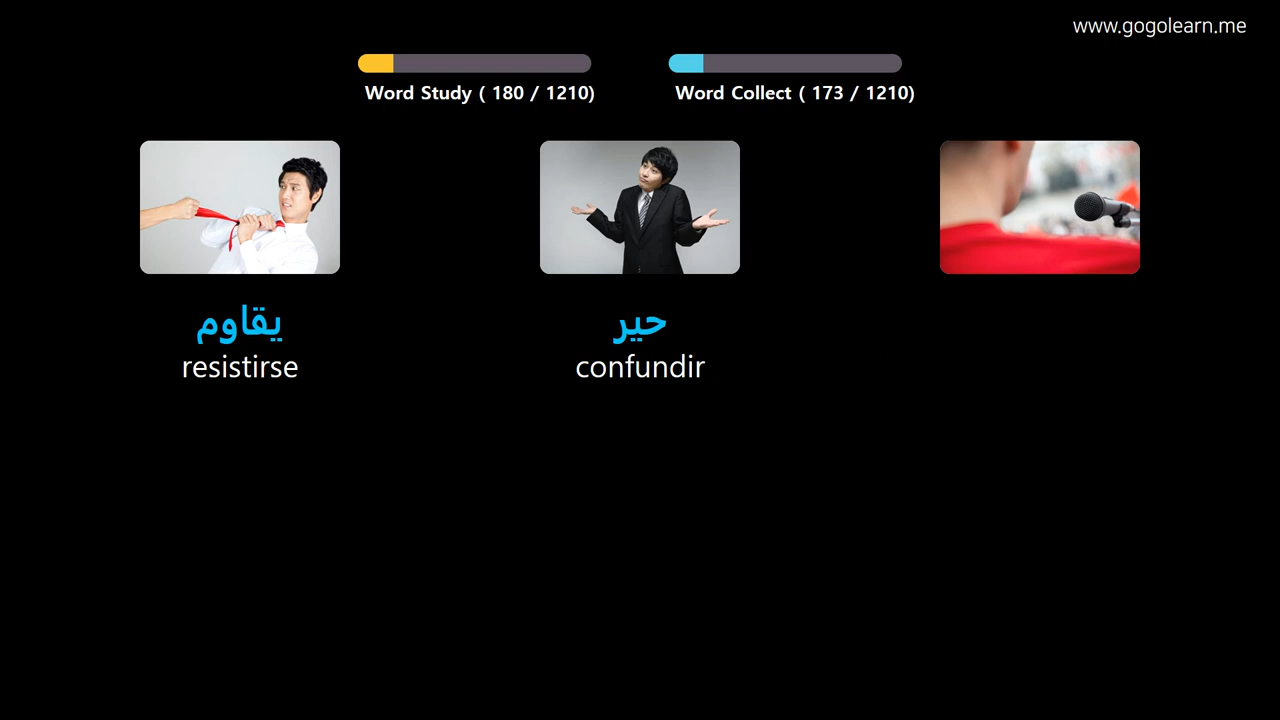 www.gogolearn.me
Word Study ( 180 / 1210)
Word Collect ( 173 / 1210)
يقاوم
resistirse
حير
confundir